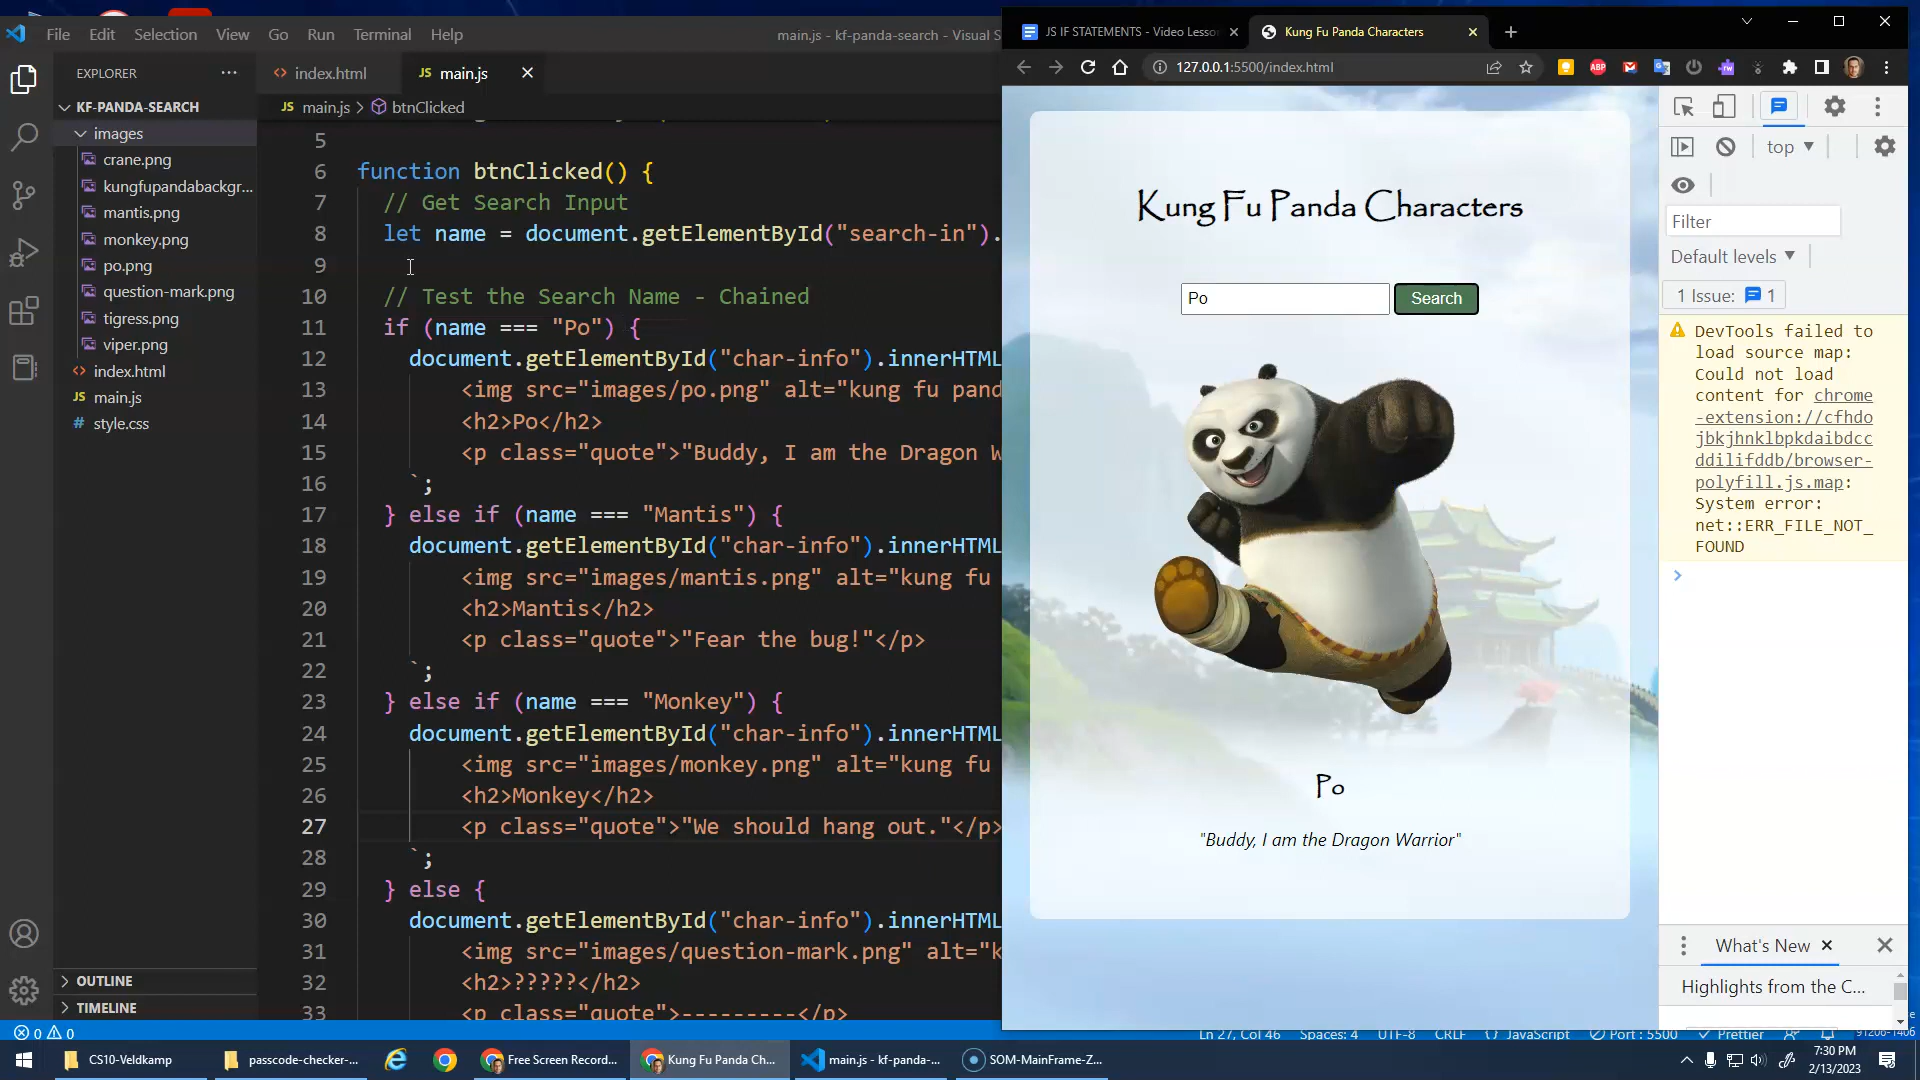 File Edit Selection View Go Run Terminal Help main.js - kf-panda-search - Visual S
EXPLORER
KF-PANDA-SEARCH
images
crane.png
kungfupandabackgr...
mantis.png
monkey.png
po.png
question-mark.png
tigress.png
viper.png
index.html
main.js
style.css
OUTLINE
TIMELINE
index.html JS main.js
JS main.js > btnClicked
5
6 function btnClicked() {
7 // Get Search Input
8 let name = document.getElementById("search-in").
9
10 // Test the Search Name - Chained
11 if (name === "Po") {
12 document.getElementById("char-info").innerHTML
13 <img src="images/po.png" alt="kung fu pand
14 <h2>Po</h2>
15 <p class="quote">"Buddy, I am the Dragon W
16 `;
17 } else if (name === "Mantis") {
18 document.getElementById("char-info").innerHTML
19 <img src="images/mantis.png" alt="kung fu
20 <h2>Mantis</h2>
21 <p class="quote">"Fear the bug!"</p>
22 `;
23 } else if (name === "Monkey") {
24 document.getElementById("char-info").innerHTML
25 <img src="images/monkey.png" alt="kung fu
26 <h2>Monkey</h2>
27 <p class="quote">"We should hang out."</p>
28 `;
29 } else {
30 document.getElementById("char-info").innerHTML
31 <img src="images/question-mark.png" alt="k
32 <h2>?????</h2>
33 <p class="quote">---------</p>
0 0
Ln 27, Col 46 Spaces: 4 UTF-8 CRLF {} JavaScript Port : 5500 Prettier
JS IF STATEMENTS - Video Lesso
Kung Fu Panda Characters
127.0.0.1:5500/index.html
Kung Fu Panda Characters
Po Search
Po
"Buddy, I am the Dragon Warrior"
top
Filter
Default levels
1 Issue: 1
DevTools failed to
load source map:
Could not load
content for chrome
-extension://cfhdo
jbkjhnklbpkdaibdcc
ddilifddb/browser-
polyfill.js.map:
System error:
net::ERR_FILE_NOT_
FOUND
What's New
Highlights from the C...
CS10-Veldkamp passcode-checker-... Free Screen Record... Kung Fu Panda Ch... main.js - kf-panda-... SOM-MainFrame-Z...
7:30 PM
2/13/2023